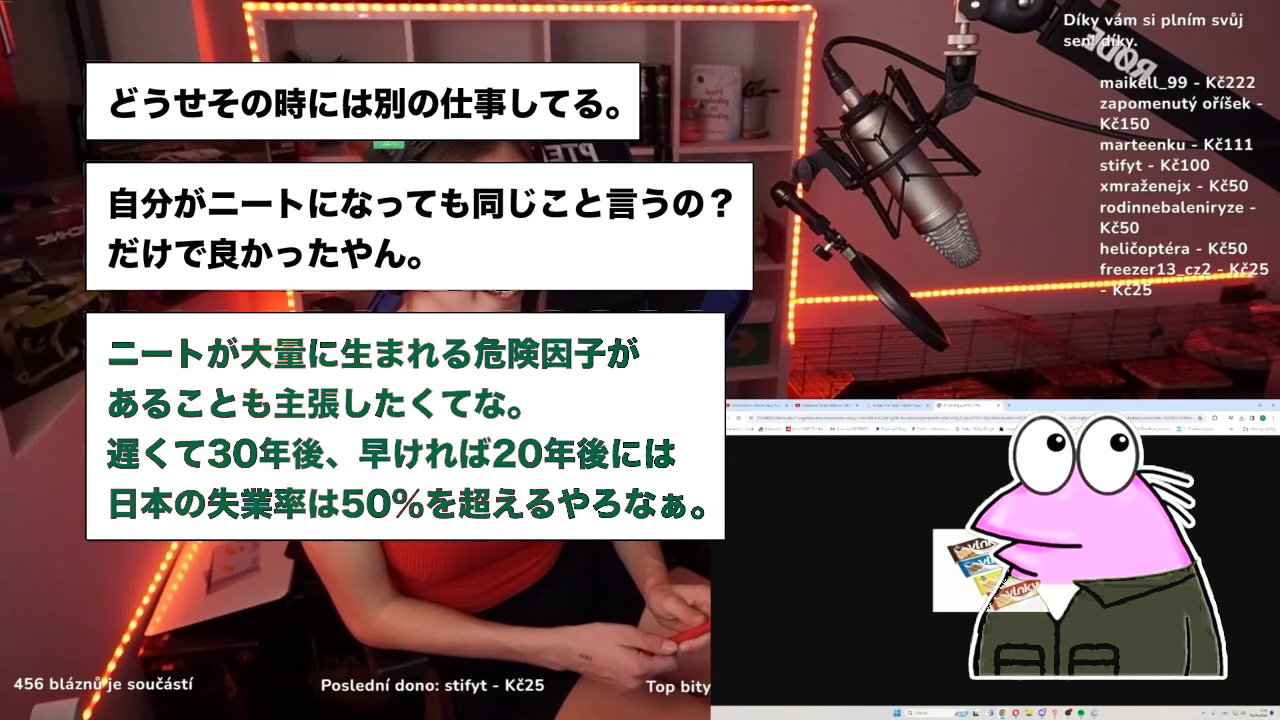 どうせその時には別の仕事してる。
自分がニートになっても同じこと言うの？
だけで良かったやん。
ニートが大量に生まれる危険因子が
あることも主張したくてな。
遅くて30年後、早ければ20年後には
日本の失業率は50%を超えるやろなぁ。
Díky vám si plním svůj
sen! díky.
RODE
maikell_99 - Kč222
zapomenutý oříšek -
Kč150
marteenku - Kč111
stifyt - Kč100
xmraženejx - Kč50
rodinnebaleniryze -
Kč50
heličoptéra - Kč50
freezer13_cz2 - Kč25
- Kč25
456 bláznů je součástí
Poslední dono: stifyt - Kč25
Top bity